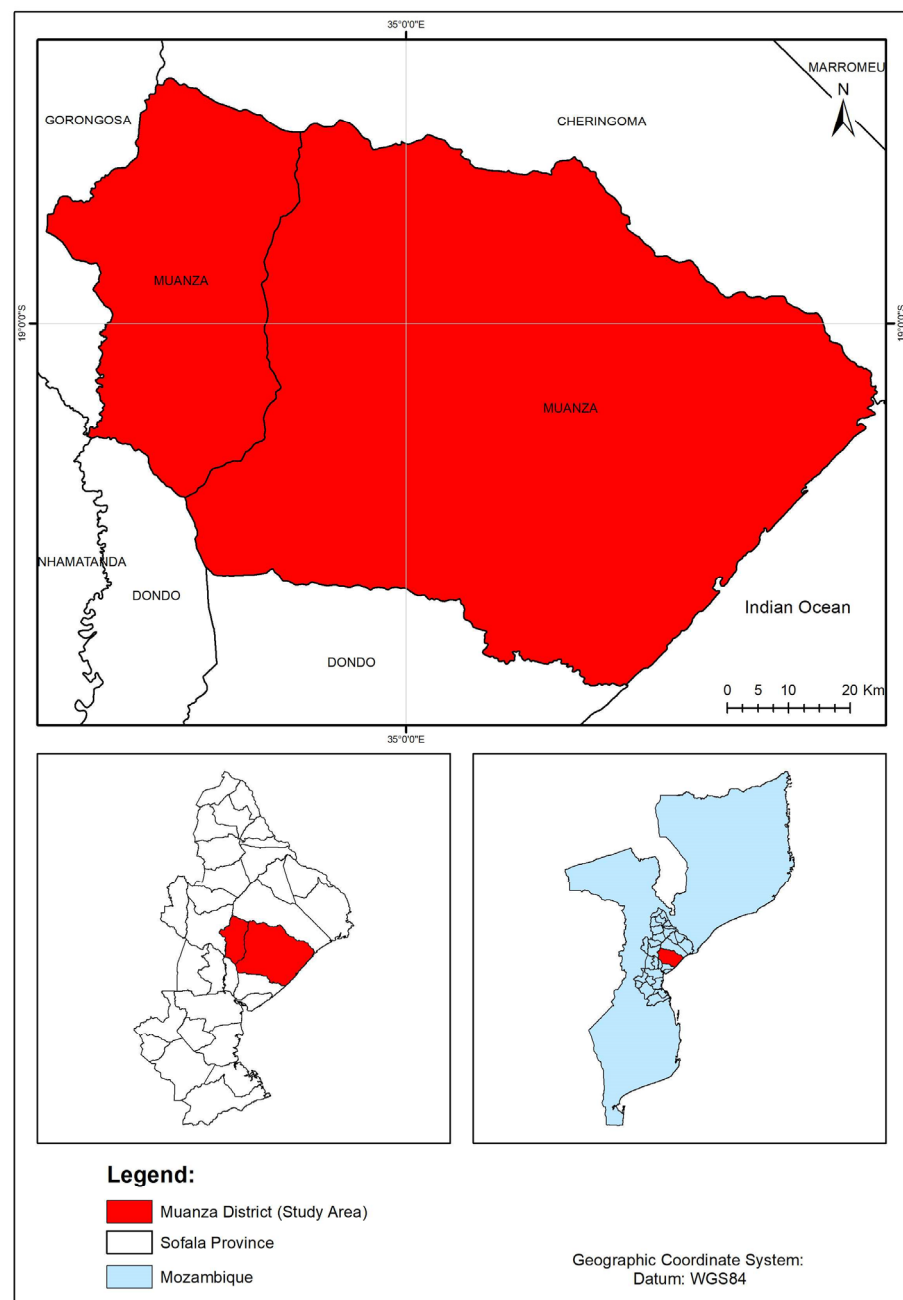 35°0'0"E
MARROMEU
N
GORONGOSA
CHERINGOMA
MUANZA
19°0'0"S
19°0'0"S
MUANZA
NHAMATANDA
DONDO
Indian Ocean
DONDO
0 5 10 20 Km
35°0'0"E
Legend:
Muanza District (Study Area)
Sofala Province
Mozambique
Geographic Coordinate System:
Datum: WGS84